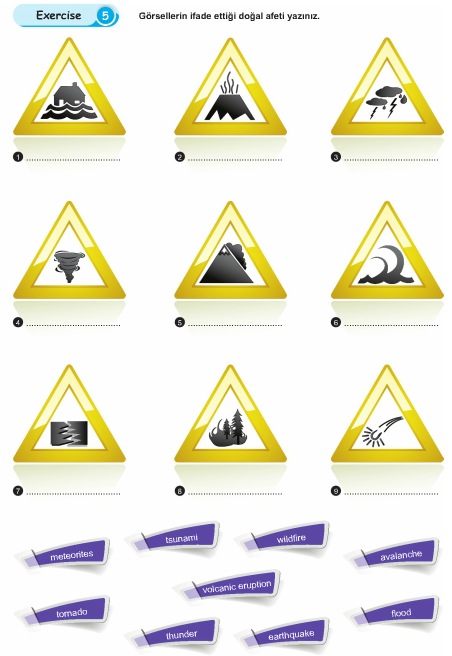 Exercise 5 Görsellerin ifade ettiği doğal afeti yazınız.
1 ........................................
2 ........................................
3 ........................................
4 ........................................
5 ........................................
6 ........................................
7 ........................................
8 ........................................
9 ........................................
tsunami
wildfire
meteorites
avalanche
volcanic eruption
tornado
flood
thunder
earthquake